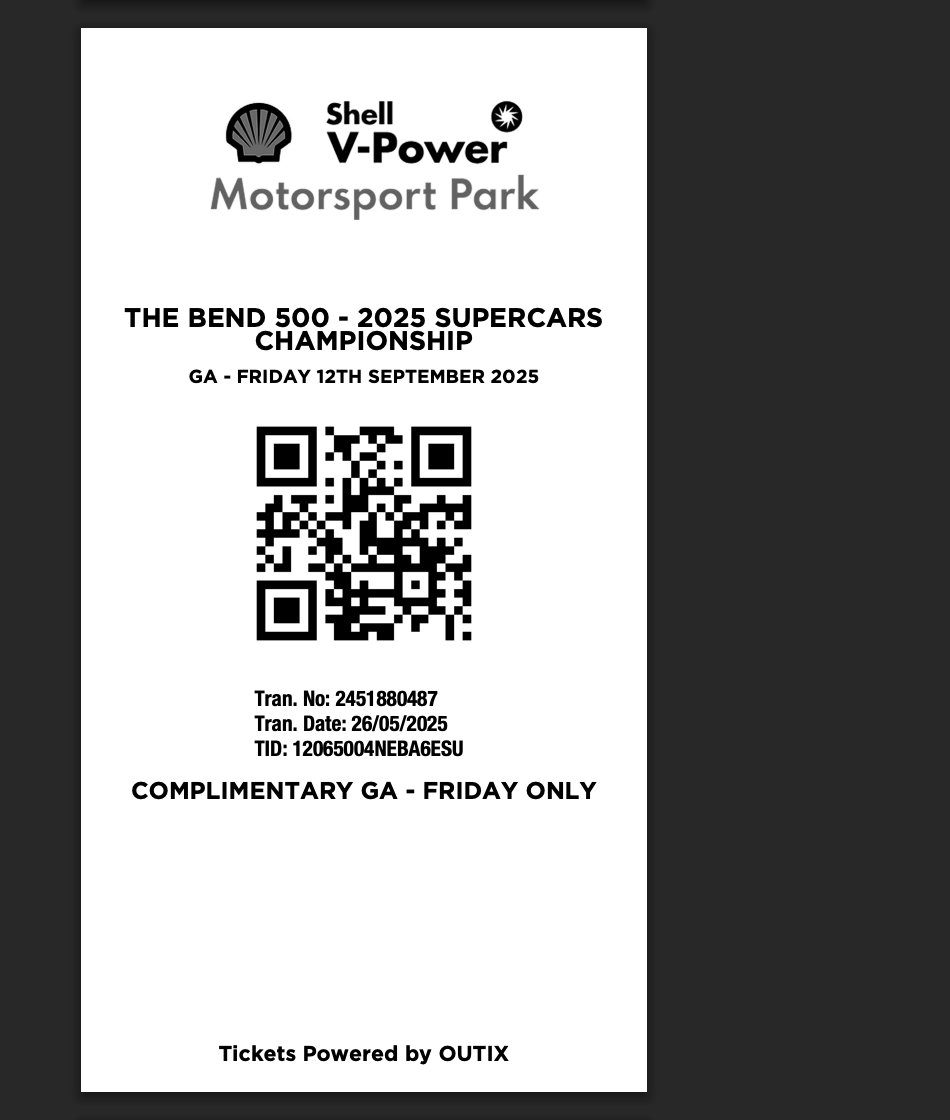 Shell
V-Power
Motorsport Park
THE BEND 500 - 2025 SUPERCARS
CHAMPIONSHIP
GA - FRIDAY 12TH SEPTEMBER 2025
Tran. No: 2451880487
Tran. Date: 26/05/2025
TID: 12065004NEBA6ESU
COMPLIMENTARY GA - FRIDAY ONLY
Tickets Powered by OUTIX